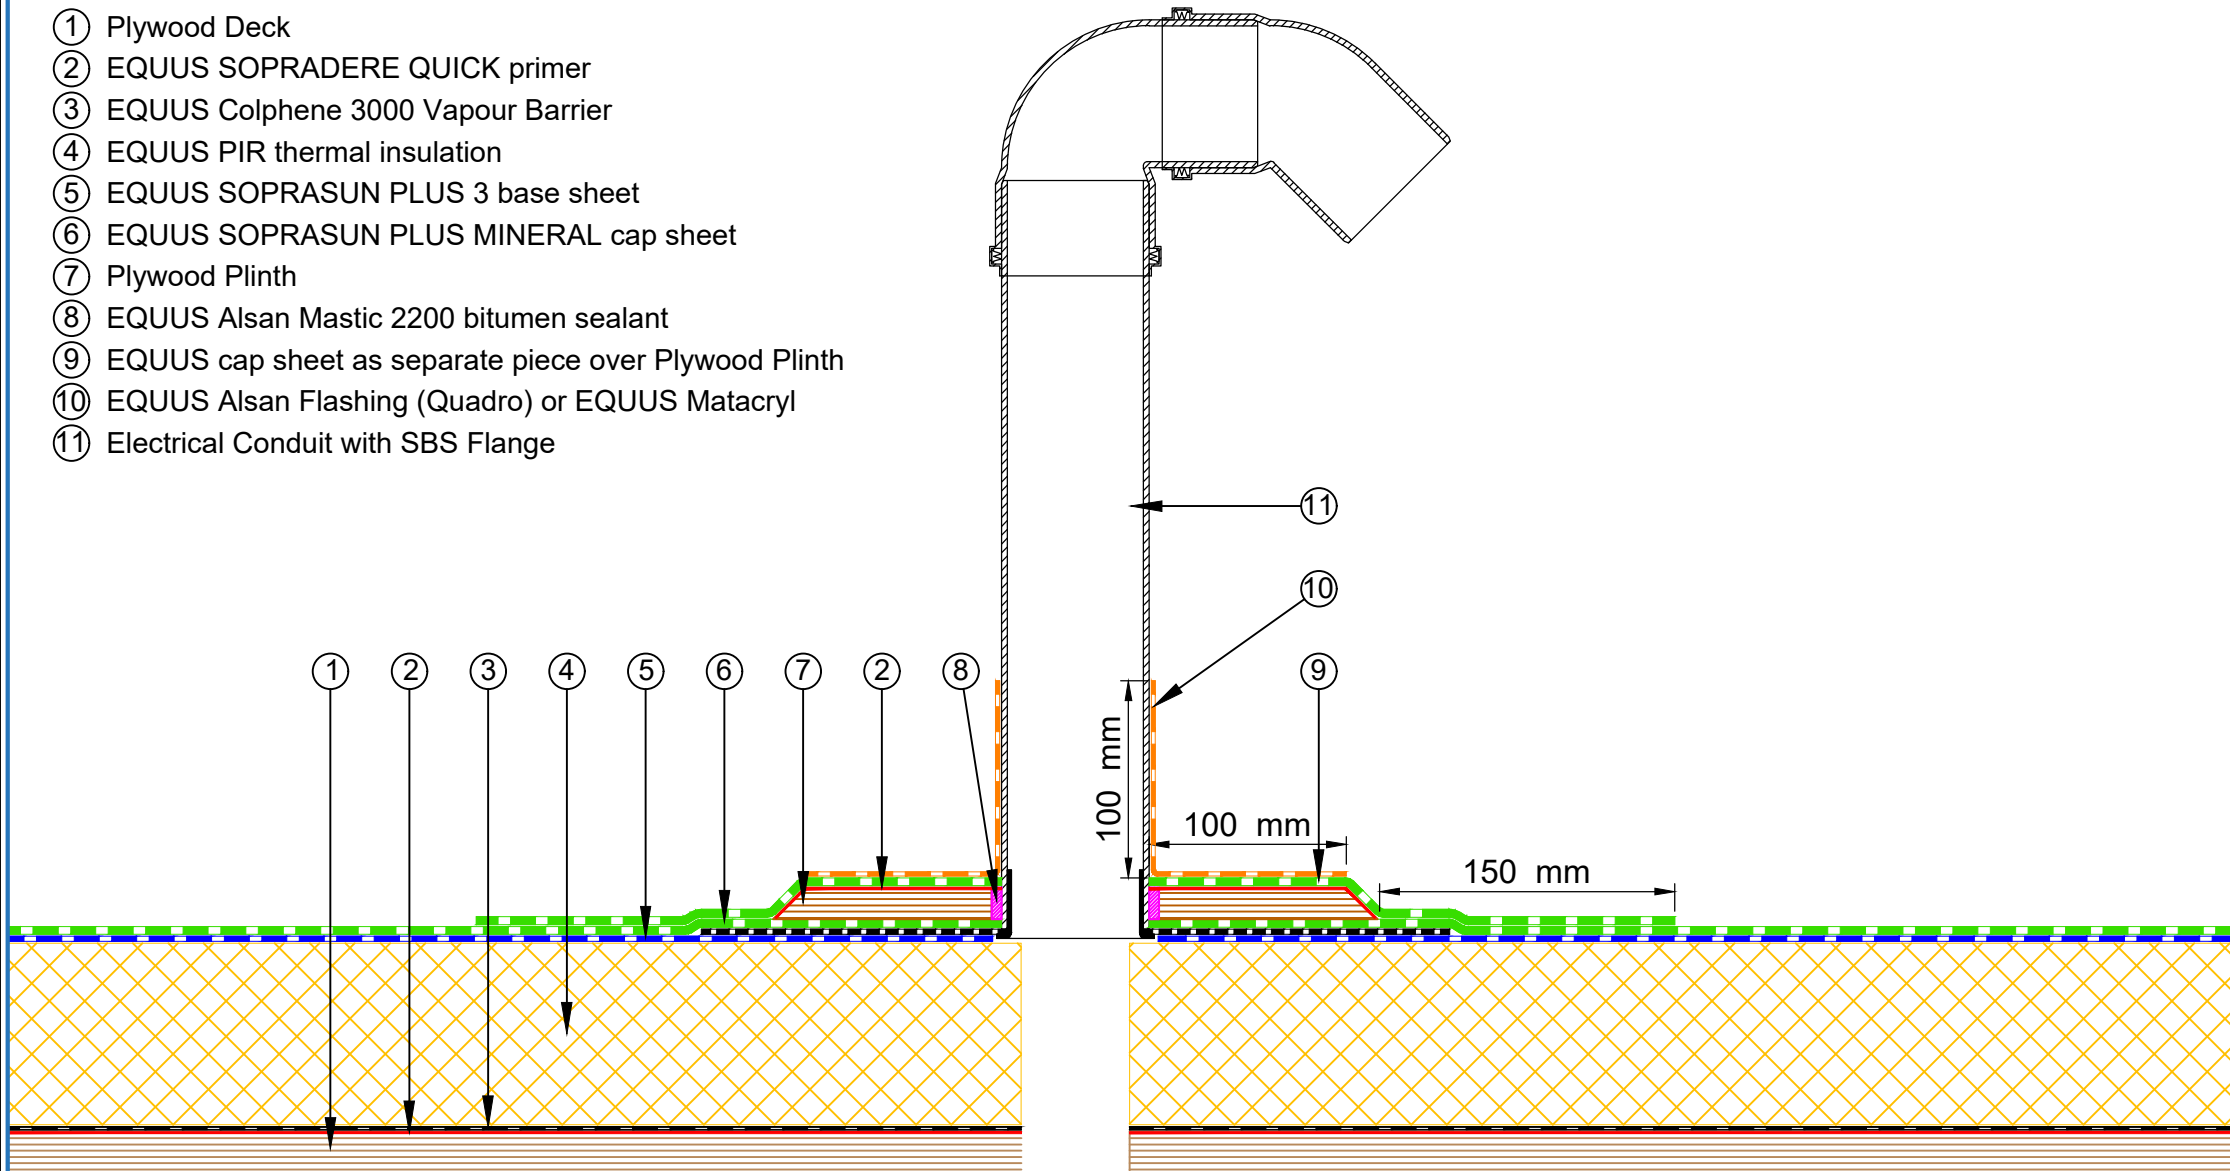 1 Plywood Deck
2 EQUUS SOPRADERE QUICK primer
3 EQUUS Colphene 3000 Vapour Barrier
4 EQUUS PIR thermal insulation
5 EQUUS SOPRASUN PLUS 3 base sheet
6 EQUUS SOPRASUN PLUS MINERAL cap sheet
7 Plywood Plinth
8 EQUUS Alsan Mastic 2200 bitumen sealant
9 EQUUS cap sheet as separate piece over Plywood Plinth
10 EQUUS Alsan Flashing (Quadro) or EQUUS Matacryl
11 Electrical Conduit with SBS Flange
11
10
1 2 3 4 5 6 7 2 8 9
100 mm
100 mm
150 mm